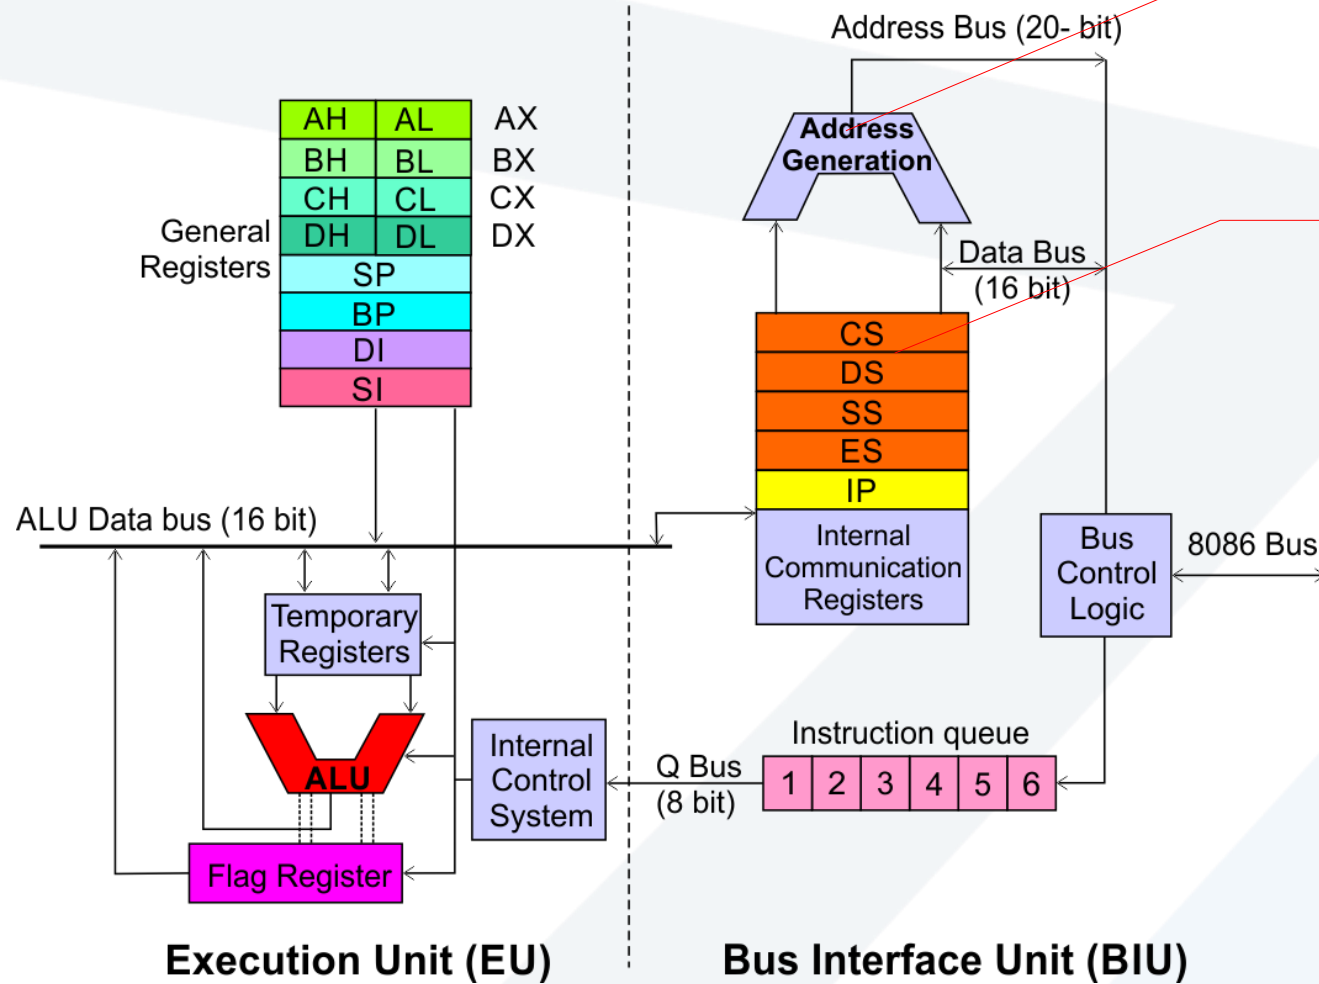 Address Bus (20- bit)
AH AL AX
BH BL BX
CH CL CX
DH DL DX
General
Registers
SP
BP
DI
SI
Address
Generation
Data Bus
(16 bit)
CS
DS
SS
ES
IP
Internal
Communication
Registers
Bus
Control
Logic
8086 Bus
ALU Data bus (16 bit)
Temporary
Registers
ALU
Internal
Control
System
Q Bus
(8 bit)
Instruction queue
1 2 3 4 5 6
Flag Register
Execution Unit (EU)
Bus Interface Unit (BIU)